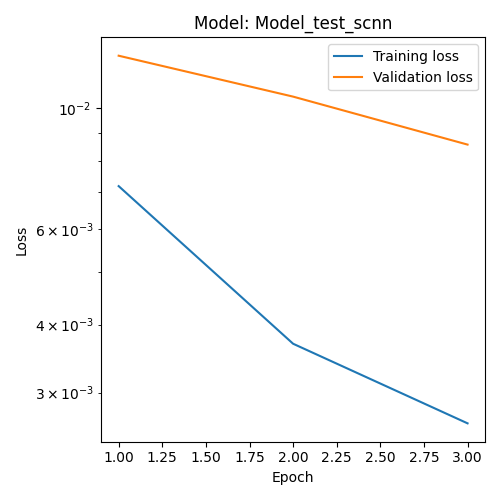 Model: Model_test_scnn
Training loss
Validation loss
10⁻²
6 × 10⁻³
4 × 10⁻³
3 × 10⁻³
Loss
1.00 1.25 1.50 1.75 2.00 2.25 2.50 2.75 3.00
Epoch